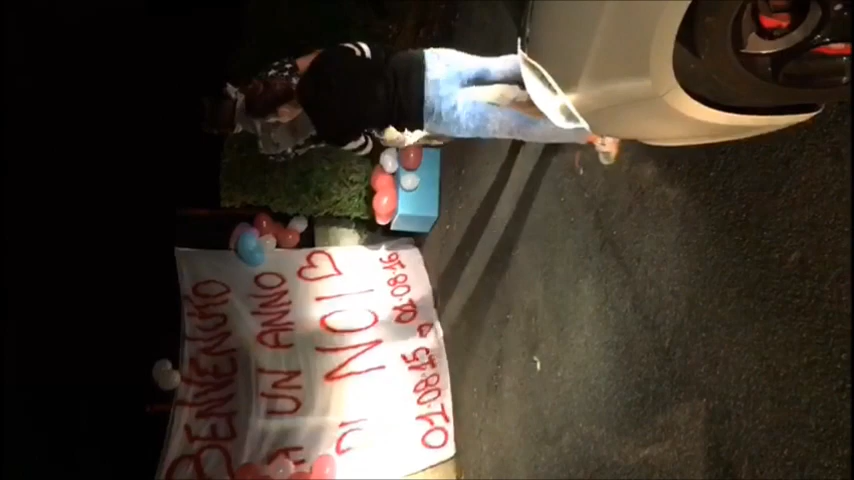 BENVENUTO
A UN ANNO
DI NOI ♡
01-08-15 01-08-16